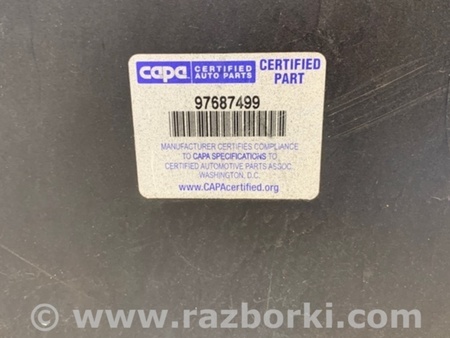 capa
CERTIFIED
AUTO PARTS
CERTIFIED
PART
97687499
MANUFACTURER CERTIFIES COMPLIANCE
TO CAPA SPECIFICATIONS TO
CERTIFIED AUTOMOTIVE PARTS ASSOC.
WASHINGTON, D.C.
www.CAPAcertified.org
© www.razborki.com